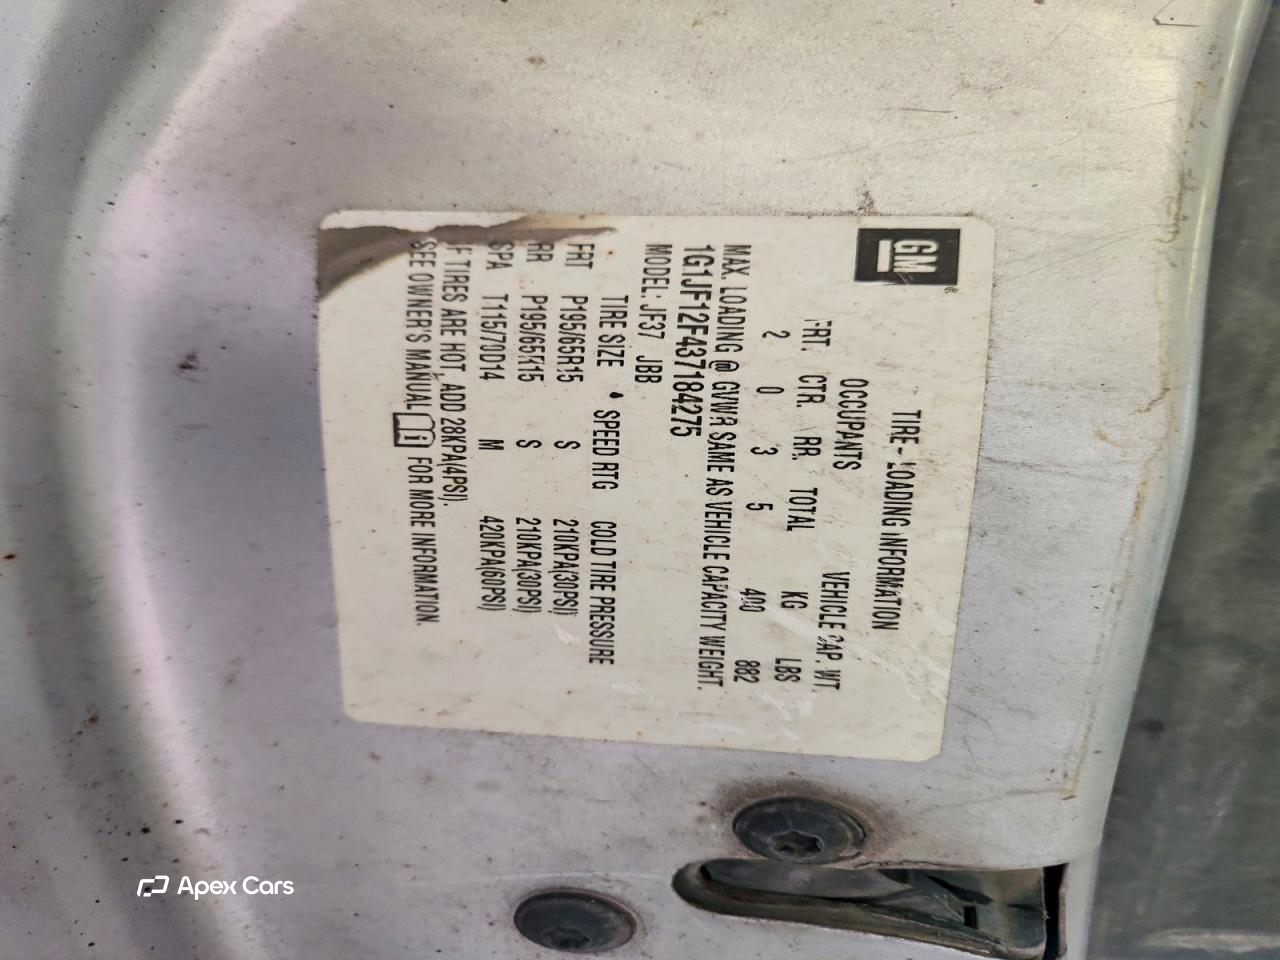 GM
TIRE - LOADING INFORMATION
OCCUPANTS VEHICLE CAP. WT.
FRT. CTR. RR. TOTAL KG LBS
2 0 3 5 400 882
MAX. LOADING @ GVWR SAME AS VEHICLE CAPACITY WEIGHT.
1G1JF12F437184275
MODEL: JF37 JBB
TIRE SIZE SPEED RTG COLD TIRE PRESSURE
FRT P195/65R15 S 210KPA(30PSI)
RR P195/65R15 S 210KPA(30PSI)
SPA T115/70D14 M 420KPA(60PSI)
IF TIRES ARE HOT, ADD 28KPA(4PSI).
SEE OWNER'S MANUAL FOR MORE INFORMATION.
Apex Cars